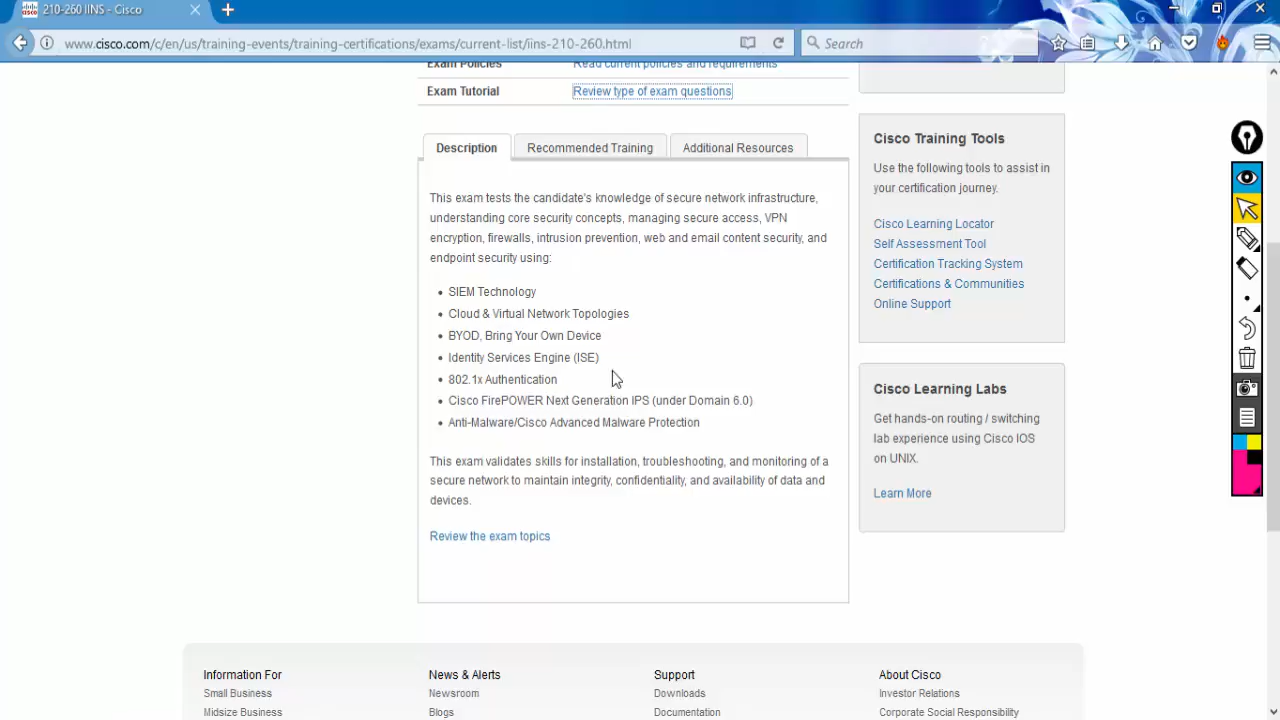 210-260 IINS - Cisco
www.cisco.com/c/en/us/training-events/training-certifications/exams/current-list/iins-210-260.html
Search
Exam Policies
Read current policies and requirements
Exam Tutorial
Review type of exam questions
Description
Recommended Training
Additional Resources
This exam tests the candidate's knowledge of secure network infrastructure,
understanding core security concepts, managing secure access, VPN
encryption, firewalls, intrusion prevention, web and email content security, and
endpoint security using:
• SIEM Technology
• Cloud & Virtual Network Topologies
• BYOD, Bring Your Own Device
• Identity Services Engine (ISE)
• 802.1x Authentication
• Cisco FirePOWER Next Generation IPS (under Domain 6.0)
• Anti-Malware/Cisco Advanced Malware Protection
This exam validates skills for installation, troubleshooting, and monitoring of a
secure network to maintain integrity, confidentiality, and availability of data and
devices.
Review the exam topics
Cisco Training Tools
Use the following tools to assist in
your certification journey.
Cisco Learning Locator
Self Assessment Tool
Certification Tracking System
Certifications & Communities
Online Support
Cisco Learning Labs
Get hands-on routing / switching
lab experience using Cisco IOS
on UNIX.
Learn More
Information For
Small Business
Midsize Business
News & Alerts
Newsroom
Blogs
Support
Downloads
Documentation
About Cisco
Investor Relations
Corporate Social Responsibility